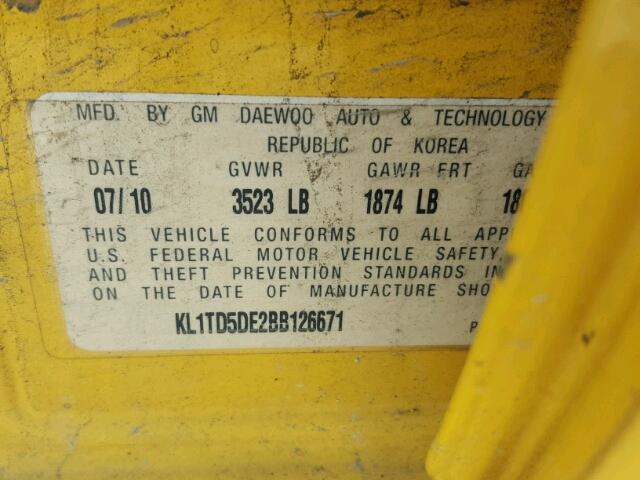 MFD. BY GM DAEWOO AUTO & TECHNOLOGY
REPUBLIC OF KOREA
DATE GVWR GAWR FRT
07/10 3523 LB 1874 LB
THIS VEHICLE CONFORMS TO ALL
U.S. FEDERAL MOTOR VEHICLE SAFETY,
AND THEFT PREVENTION STANDARDS IN
ON THE DATE OF MANUFACTURE
KL1TD5DE2BB126671